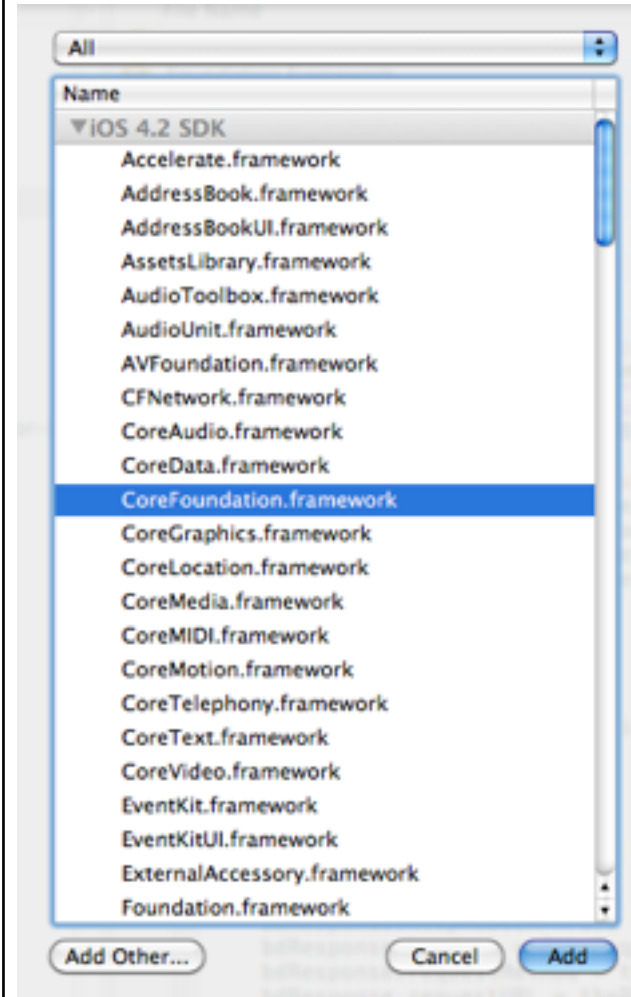 All
Name
iOS 4.2 SDK
Accelerate.framework
AddressBook.framework
AddressBookUI.framework
AssetsLibrary.framework
AudioToolbox.framework
AudioUnit.framework
AVFoundation.framework
CFNetwork.framework
CoreAudio.framework
CoreData.framework
CoreFoundation.framework
CoreGraphics.framework
CoreLocation.framework
CoreMedia.framework
CoreMIDI.framework
CoreMotion.framework
CoreTelephony.framework
CoreText.framework
CoreVideo.framework
EventKit.framework
EventKitUI.framework
ExternalAccessory.framework
Foundation.framework
Add Other... Cancel Add